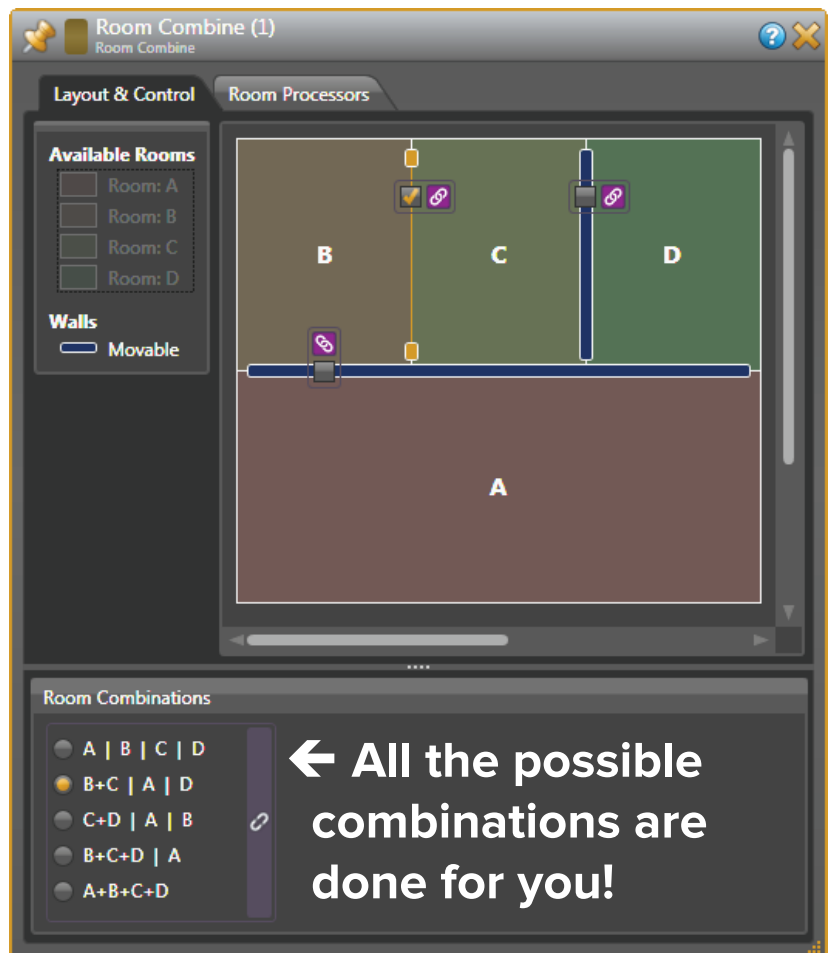 Room Combine (1)
Room Combine
Layout & Control
Room Processors
Available Rooms
Room: A
Room: B
Room: C
Room: D
Walls
Movable
B
C
D
A
Room Combinations
A | B | C | D
B+C | A | D
C+D | A | B
B+C+D | A
A+B+C+D
← All the possible
combinations are
done for you!